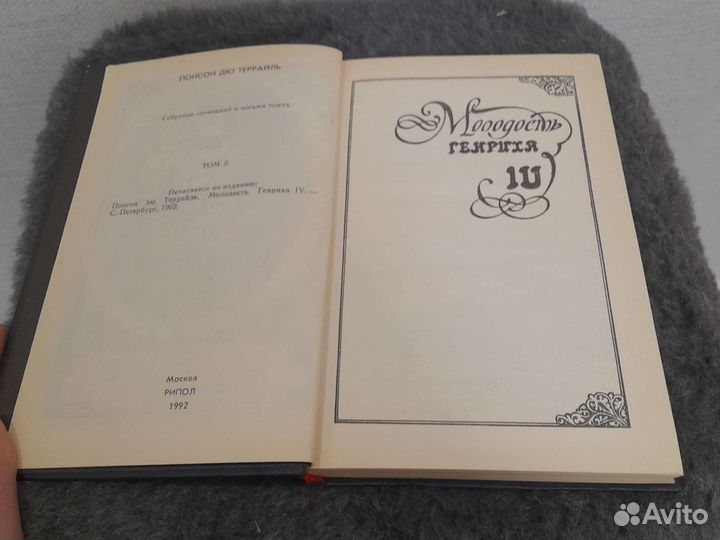 ПОНСОН ДЮ ТЕРРАЙЛЬ
Собрание сочинений в восьми томах
ТОМ
Печатается по изданию:
Понсон дю Террайль, Молодость Генриха IV.—
С.-Петербург, 1902.
Москва
РИПОЛ
1992
Молодость
ГЕНРИХА
IV
Avito